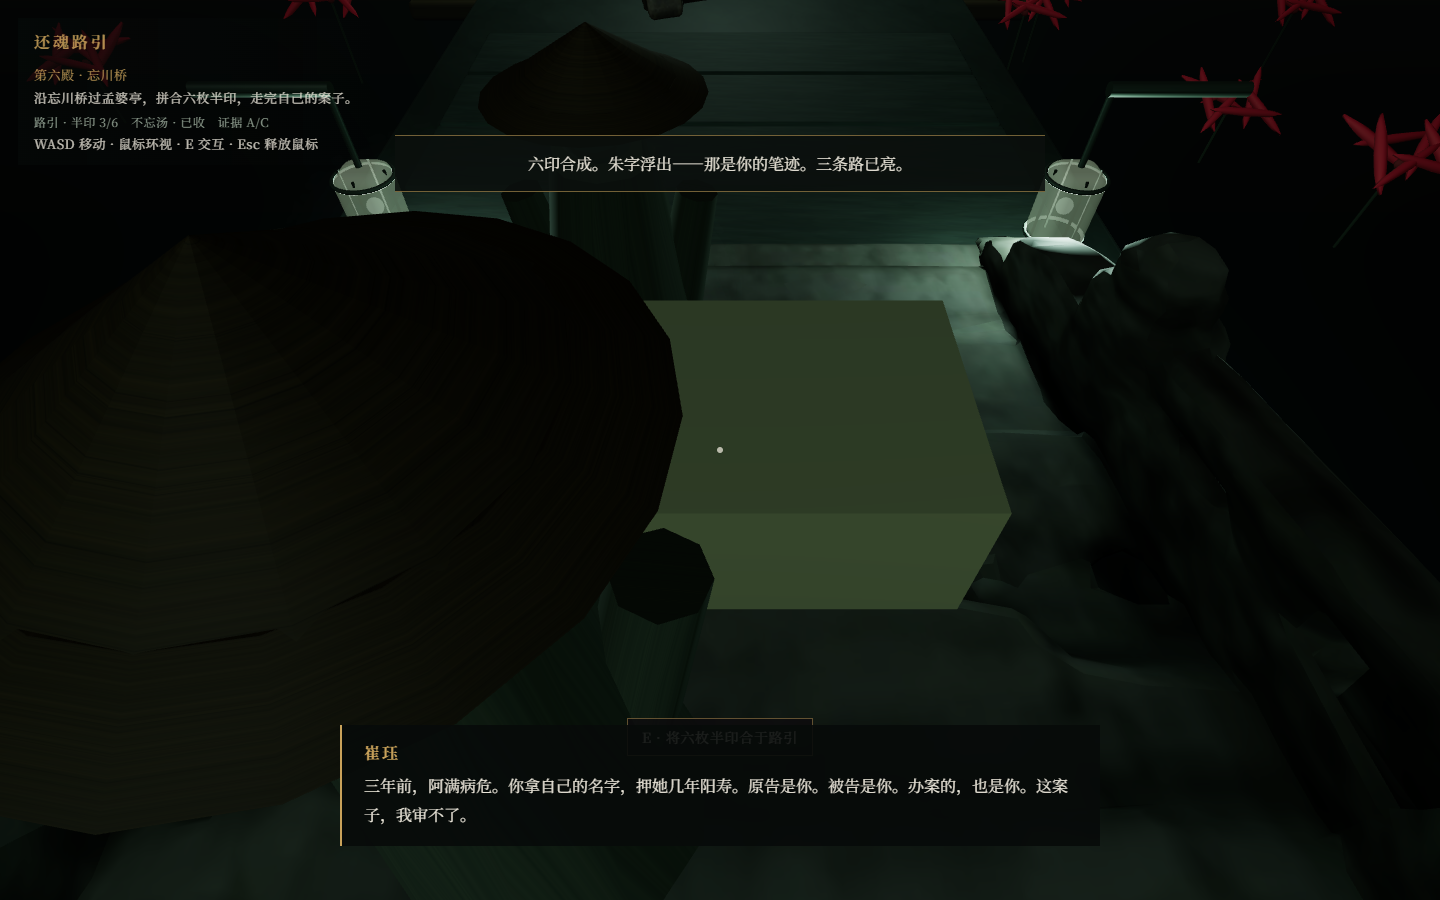 还魂路引
第六殿 · 忘川桥
沿忘川桥过孟婆亭，拼合六枚半印，走完自己的案子。
路引 · 半印 3/6 不忘汤 · 已收 证据 A/C
WASD 移动 · 鼠标环视 · E 交互 · Esc 释放鼠标
六印合成。朱字浮出——那是你的笔迹。三条路已亮。
E · 将六枚半印合于路引
崔珏
三年前，阿满病危。你拿自己的名字，押她几年阳寿。原告是你。被告是你。办案的，也是你。这案
子，我审不了。